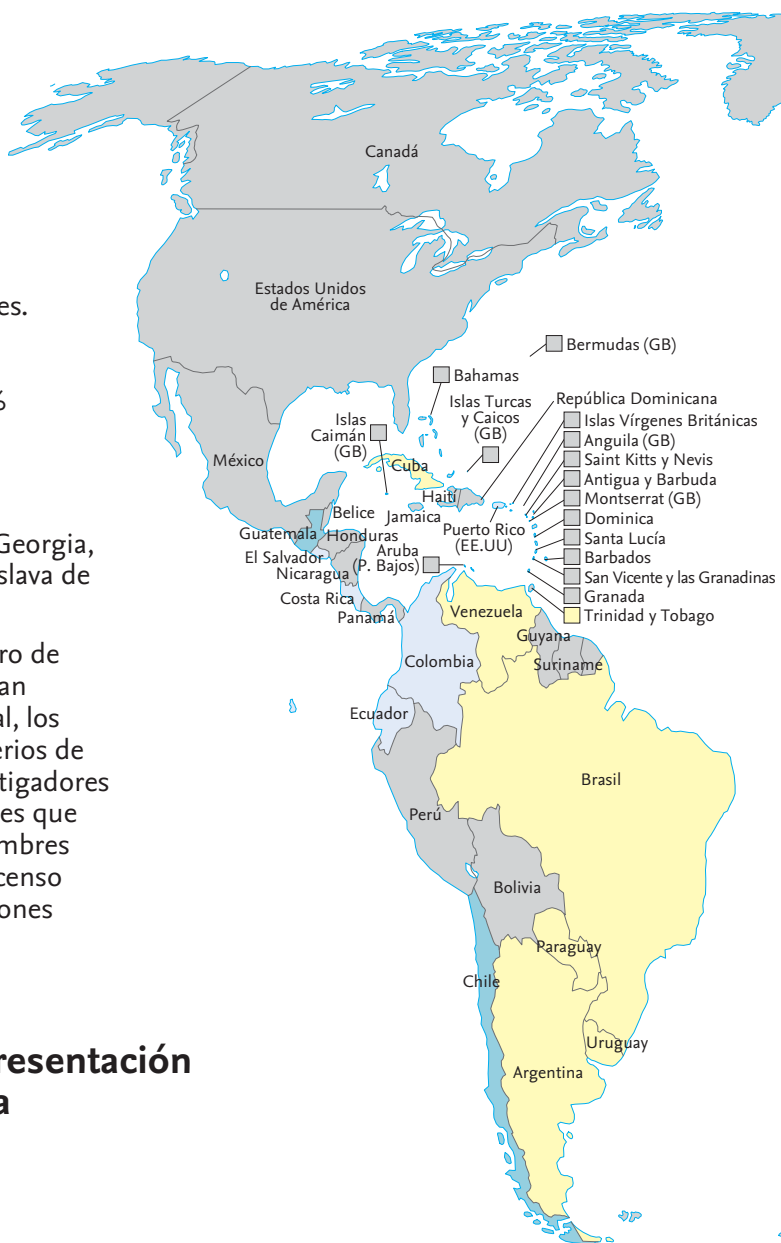 es.
%
Georgia,
slava de
ro de
an
al, los
erios de
tigadores
es que
mbres
censo
ones
resentación
a
Canadá
Estados Unidos
de América
Bermudas (GB)
Bahamas
Islas Turcas
y Caicos
(GB)
República Dominicana
Islas
Caimán
(GB)
Islas Vírgenes Británicas
Anguila (GB)
Saint Kitts y Nevis
Antigua y Barbuda
Montserrat (GB)
Dominica
Santa Lucía
Barbados
San Vicente y las Granadinas
Granada
Trinidad y Tobago
México
Cuba
Haití
Belice
Jamaica
Puerto Rico
(EE.UU)
Guatemala
Honduras
El Salvador
Nicaragua
Aruba
(P. Bajos)
Costa Rica
Panamá
Venezuela
Guyana
Suriname
Colombia
Ecuador
Brasil
Perú
Bolivia
Paraguay
Chile
Uruguay
Argentina